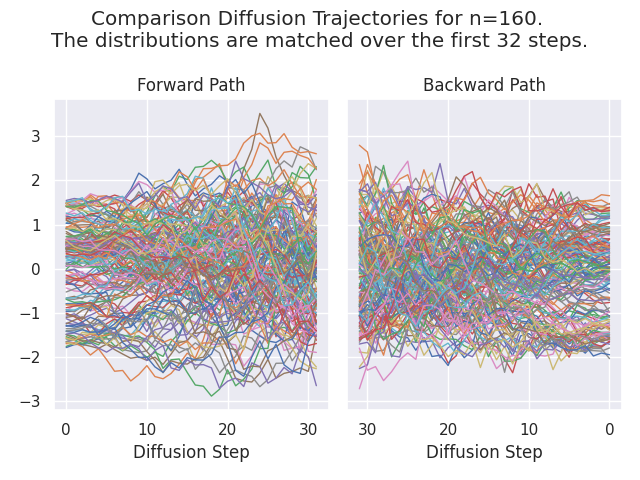 Comparison Diffusion Trajectories for n=160.
The distributions are matched over the first 32 steps.
Forward Path
Backward Path
3
2
1
0
−1
−2
−3
0 10 20 30
30 20 10 0
Diffusion Step
Diffusion Step